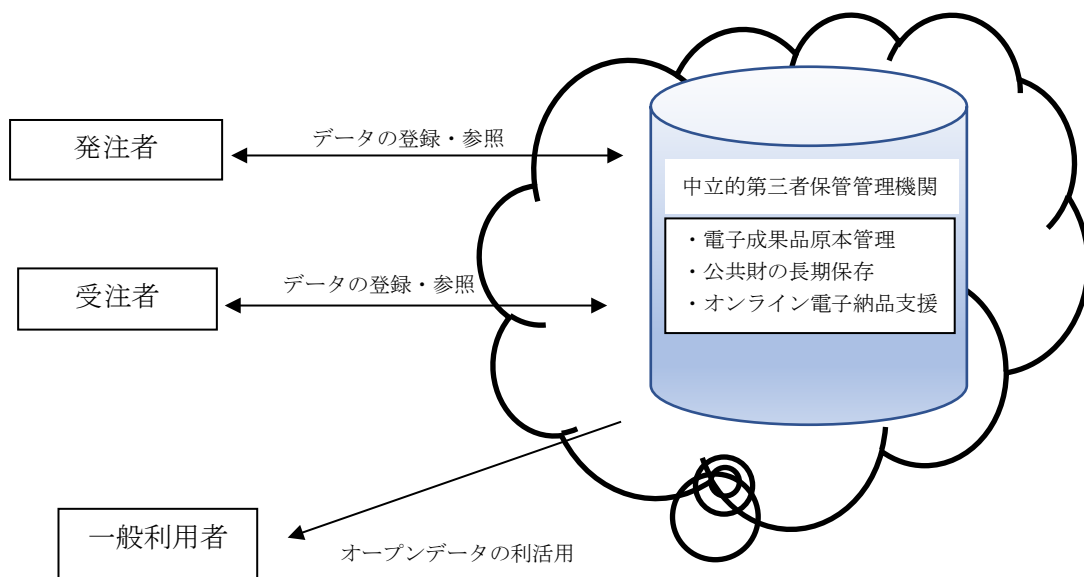 発注者
データの登録・参照
中立的第三者保管管理機関
・電子成果品原本管理
・公共財の長期保存
・オンライン電子納品支援
受注者
データの登録・参照
一般利用者
オープンデータの利活用